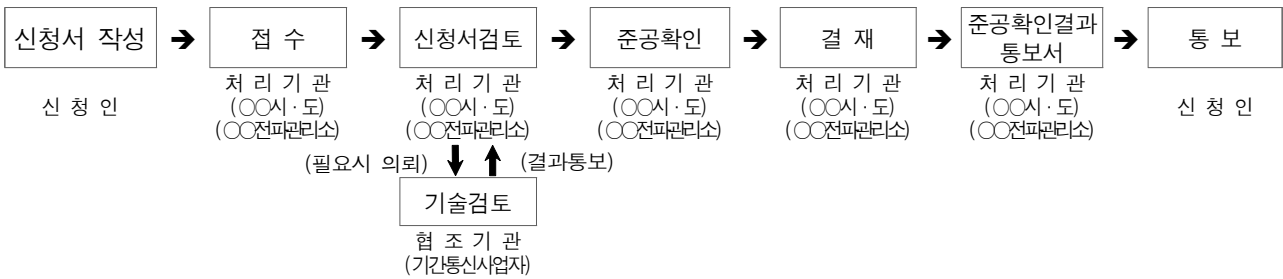 신청서 작성 ➔ 접 수 ➔ 신청서검토 ➔ 준공확인 ➔ 결 재 ➔ 준공확인결과 통보서 ➔ 통 보
신 청 인
처 리 기 관
(○○시·도)
(○○전파관리소)
처 리 기 관
(○○시·도)
(○○전파관리소)
처 리 기 관
(○○시·도)
(○○전파관리소)
처 리 기 관
(○○시·도)
(○○전파관리소)
처 리 기 관
(○○시·도)
(○○전파관리소)
신 청 인
(필요시 의뢰) (결과통보)
기술검토
협 조 기 관
(기간통신사업자)